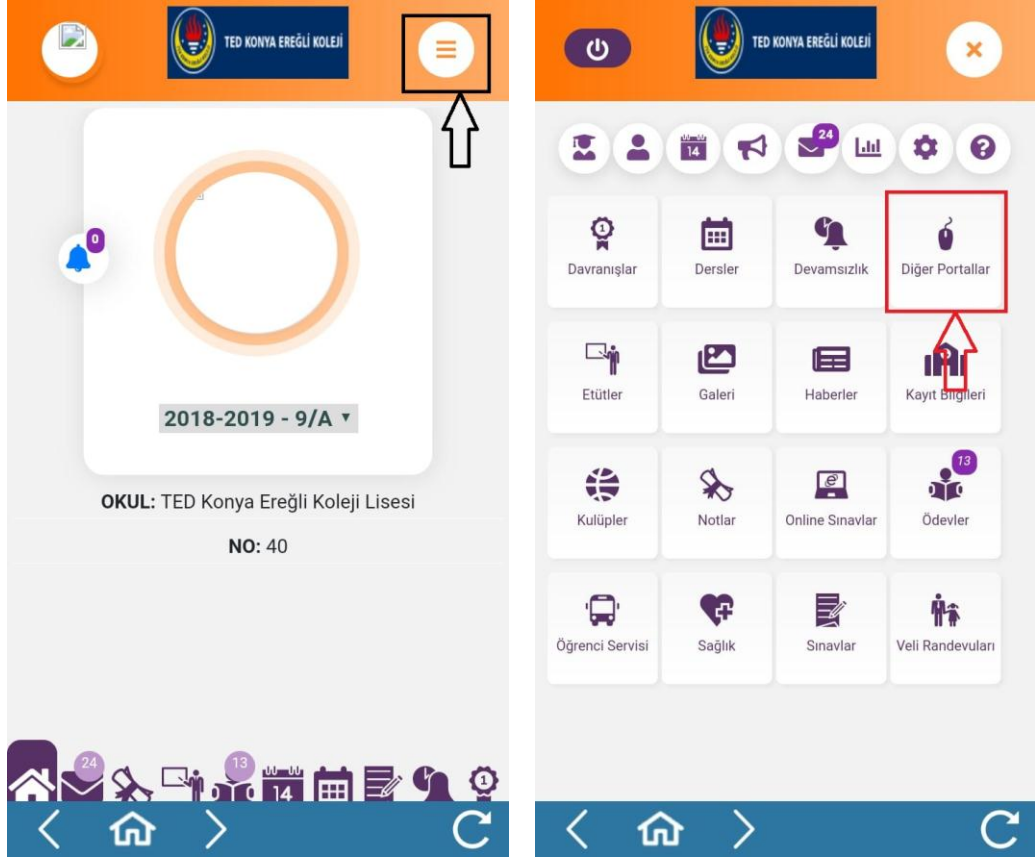 TED KONYA EREĞLİ KOLEJİ
0
2018-2019 - 9/A
OKUL: TED Konya Ereğli Koleji Lisesi
NO: 40
24
13
14
1
TED KONYA EREĞLİ KOLEJİ
14
24
1
Davranışlar
Dersler
Devamsızlık
Diğer Portallar
Etütler
Galeri
Haberler
Kayıt Bilgileri
13
Kulüpler
Notlar
Online Sınavlar
Ödevler
Öğrenci Servisi
Sağlık
Sınavlar
Veli Randevuları